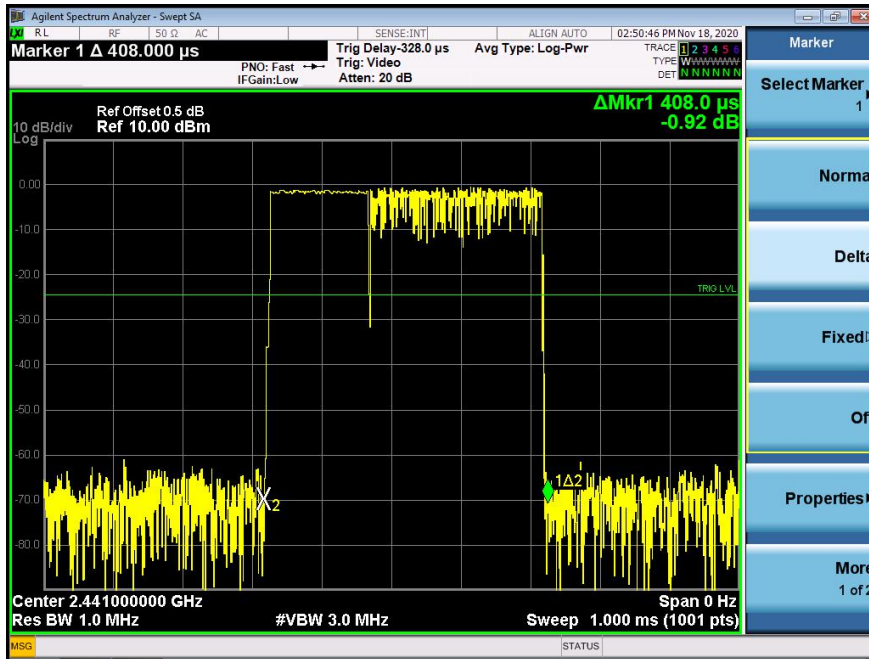 Agilent Spectrum Analyzer - Swept SA
LXI RL RF 50 Ω AC SENSE:INT ALIGN AUTO 02:50:46 PM Nov 18, 2020
Marker 1 Δ 408.000 µs
PNO: Fast
IFGain:Low
Trig Delay-328.0 µs
Trig: Video
Atten: 20 dB
Avg Type: Log-Pwr
TRACE 1 2 3 4 5 6
TYPE WWWWWW
DET N N N N N N
ΔMkr1 408.0 µs
-0.92 dB
Ref Offset 0.5 dB
10 dB/div Ref 10.00 dBm
Log
0.00
-10.0
-20.0
TRIG LVL
-30.0
-40.0
-50.0
-60.0
1Δ2
-70.0
X2
-80.0
Center 2.441000000 GHz Span 0 Hz
Res BW 1.0 MHz #VBW 3.0 MHz Sweep 1.000 ms (1001 pts)
MSG STATUS
Marker
Select Marker
1
Norma
Delta
Fixed
Of
Properties
More
1 of 2